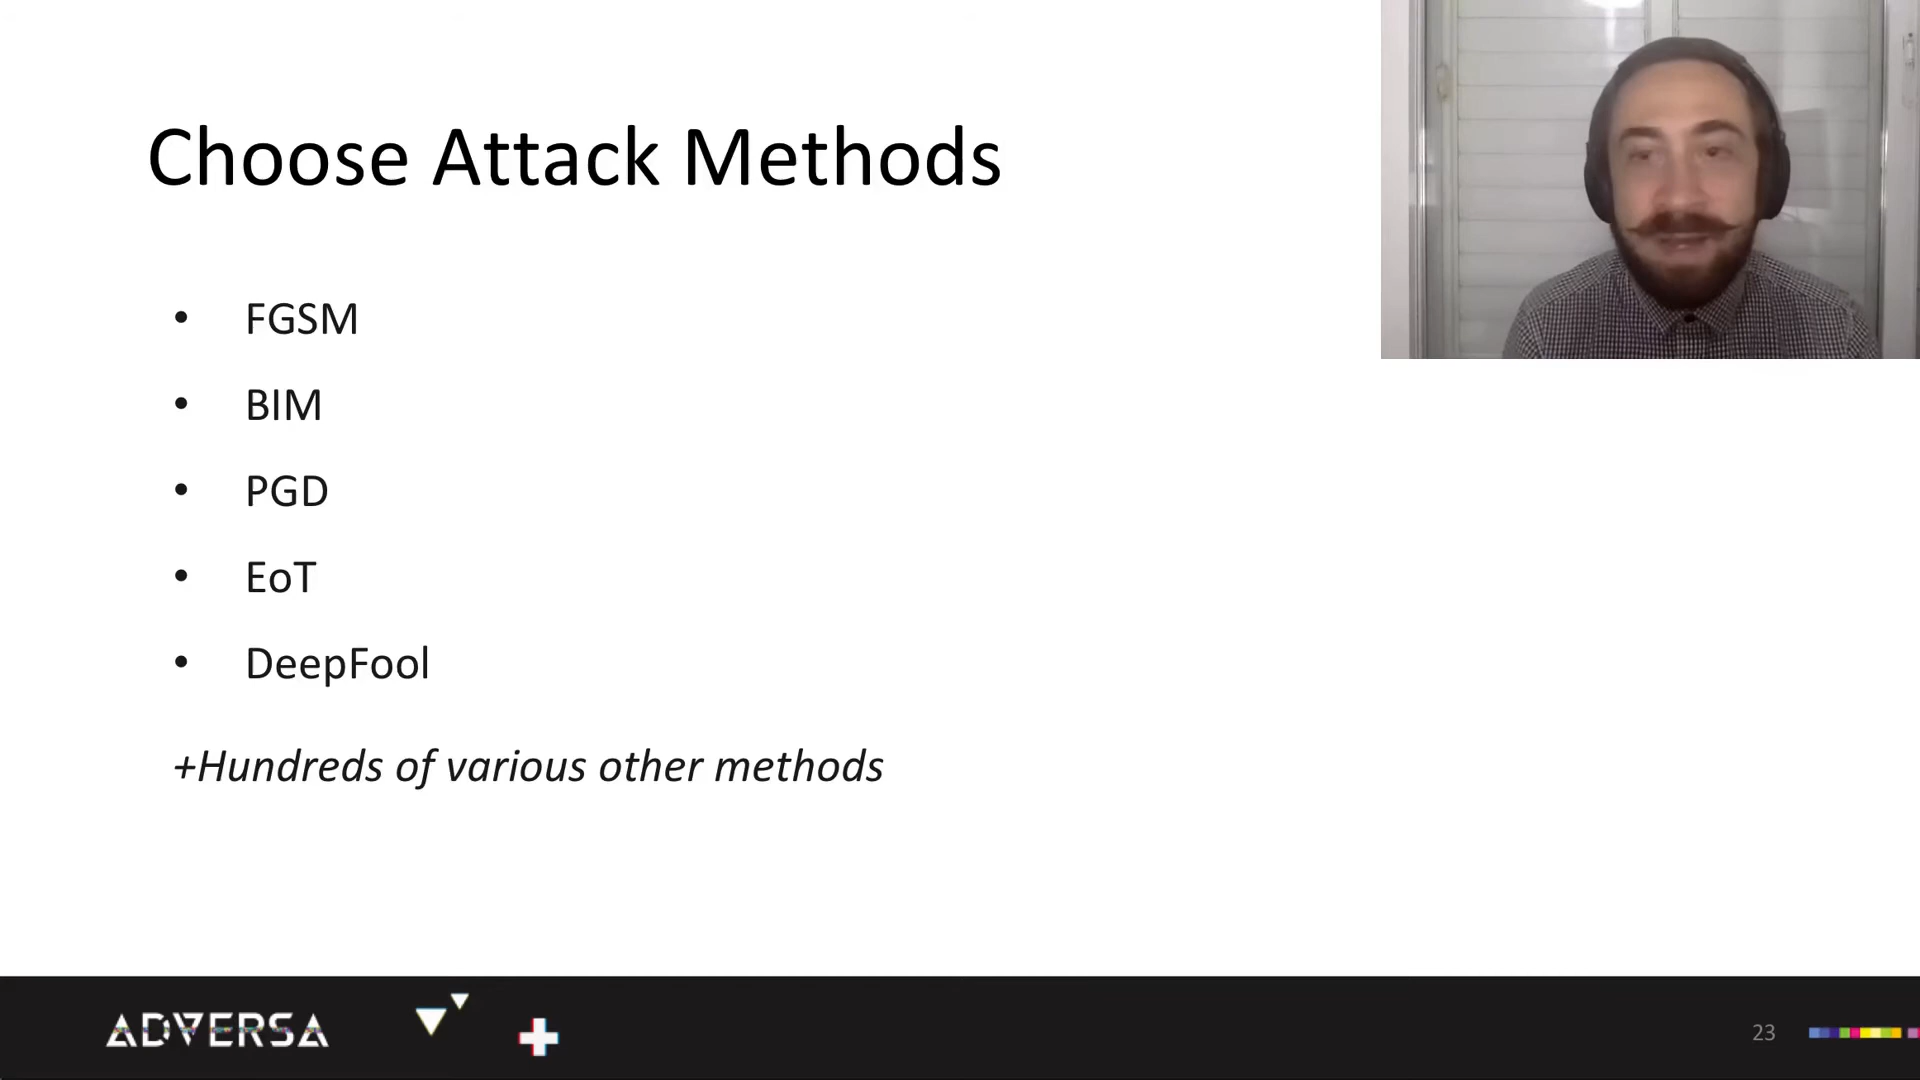 Choose Attack Methods
• FGSM
• BIM
• PGD
• EoT
• DeepFool
+Hundreds of various other methods
ADVERSA
23